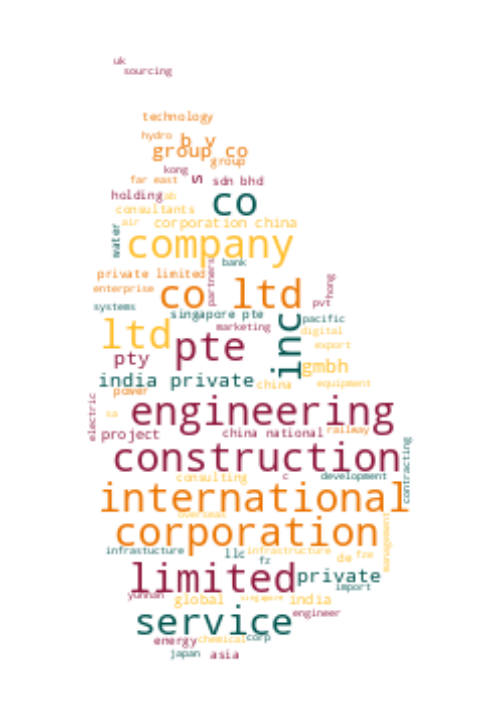 uk
sourcing
technology
hydro
b v
group co
group
kong
far east
s
sdn bhd
holding
ab
co
consultants
air
corporation china
water
company
bank
private limited
partners
hong
enterprise
co ltd
pvt
systems
singapore pte
pacific
ltd
marketing
inc
digital
pte
export
pty
gmbh
india private
china
equipment
power
electric
engineering
sa
project
china national
railway
construction
contracting
consulting
c
development
international
overseas
corporation
management
infrastucture
llc
infrastructure
fz
de
fze
limited
private
import
yunnan
global
singapore
india
service
engineer
energy
chemical
corp
japan
asia